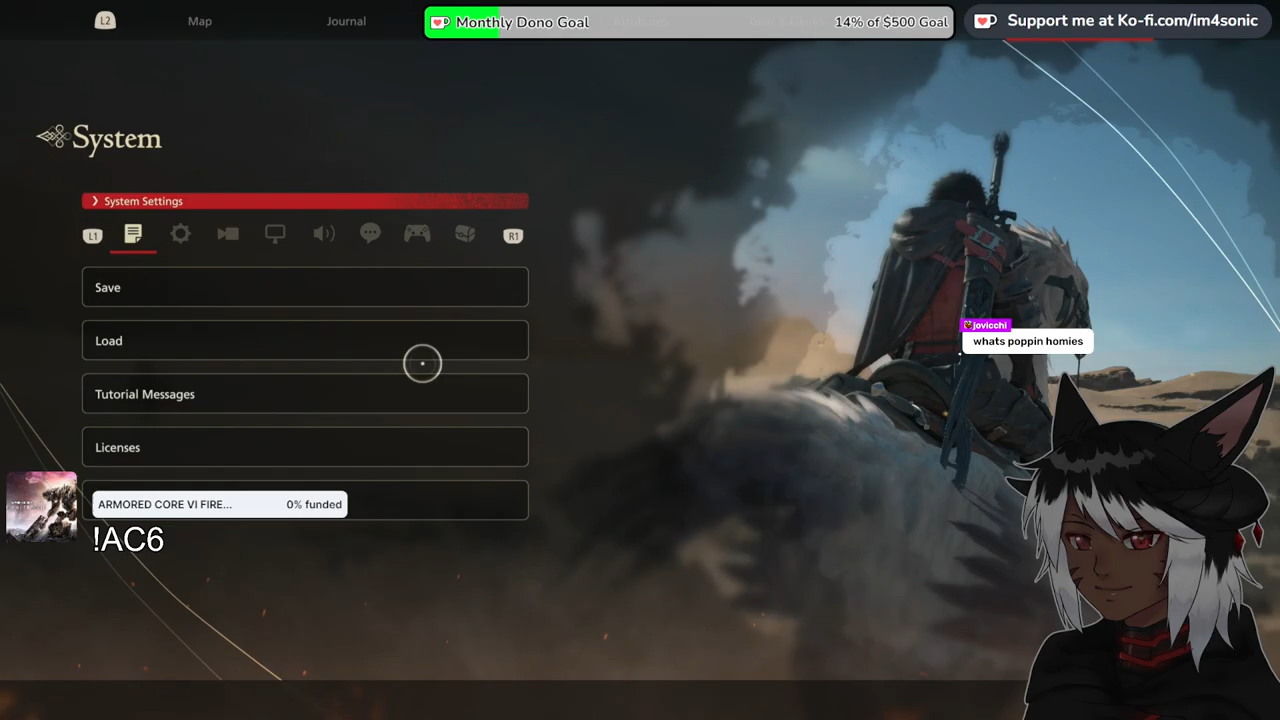 L2
Map
Journal
Monthly Dono Goal
14% of $500 Goal
Support me at Ko-fi.com/im4sonic
System
System Settings
L1
R1
Save
Load
Tutorial Messages
Licenses
ARMORED CORE VI FIRE...
0% funded
!AC6
jovicchi
whats poppin homies